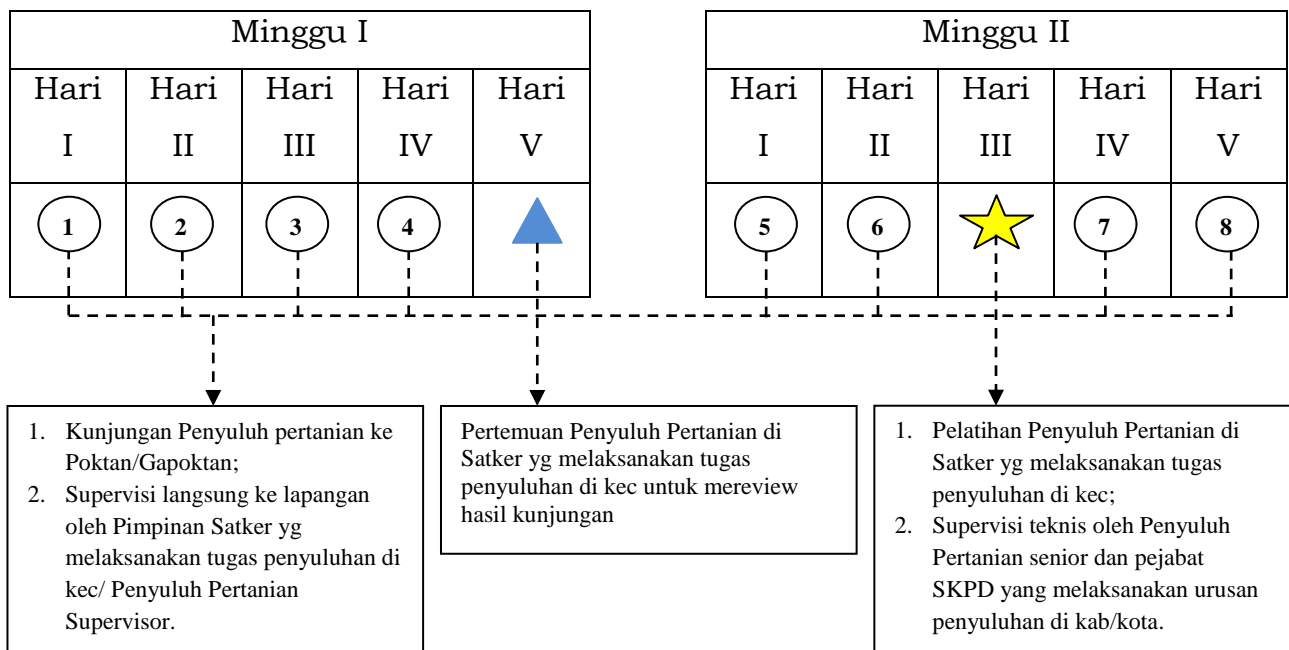 Minggu I
Hari I
Hari II
Hari III
Hari IV
Hari V
1
2
3
4
Minggu II
Hari I
Hari II
Hari III
Hari IV
Hari V
5
6
7
8
1. Kunjungan Penyuluh pertanian ke
Poktan/Gapoktan;
2. Supervisi langsung ke lapangan
oleh Pimpinan Satker yg
melaksanakan tugas penyuluhan di
kec/ Penyuluh Pertanian
Supervisor.
Pertemuan Penyuluh Pertanian di
Satker yg melaksanakan tugas
penyuluhan di kec untuk mereview
hasil kunjungan
1. Pelatihan Penyuluh Pertanian di
Satker yg melaksanakan tugas
penyuluhan di kec;
2. Supervisi teknis oleh Penyuluh
Pertanian senior dan pejabat
SKPD yang melaksanakan urusan
penyuluhan di kab/kota.